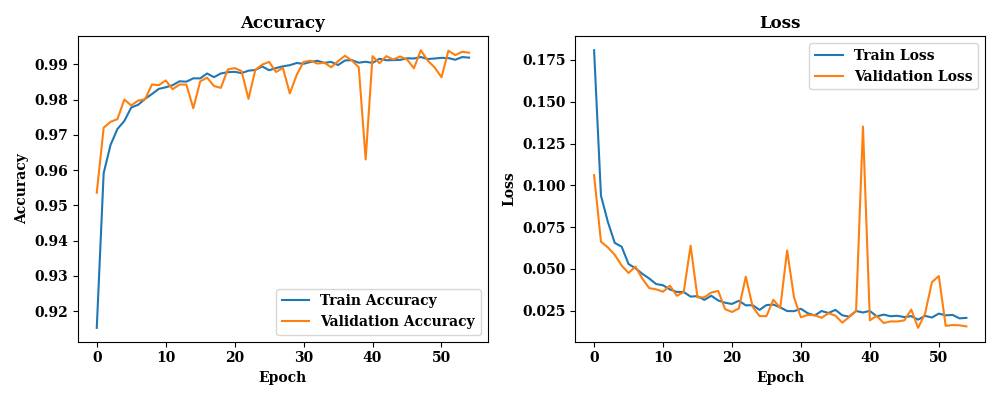 Accuracy
Accuracy
0.99
0.98
0.97
0.96
0.95
0.94
0.93
0.92
0 10 20 30 40 50
Epoch
Train Accuracy
Validation Accuracy
Loss
Loss
0.175
0.150
0.125
0.100
0.075
0.050
0.025
0 10 20 30 40 50
Epoch
Train Loss
Validation Loss